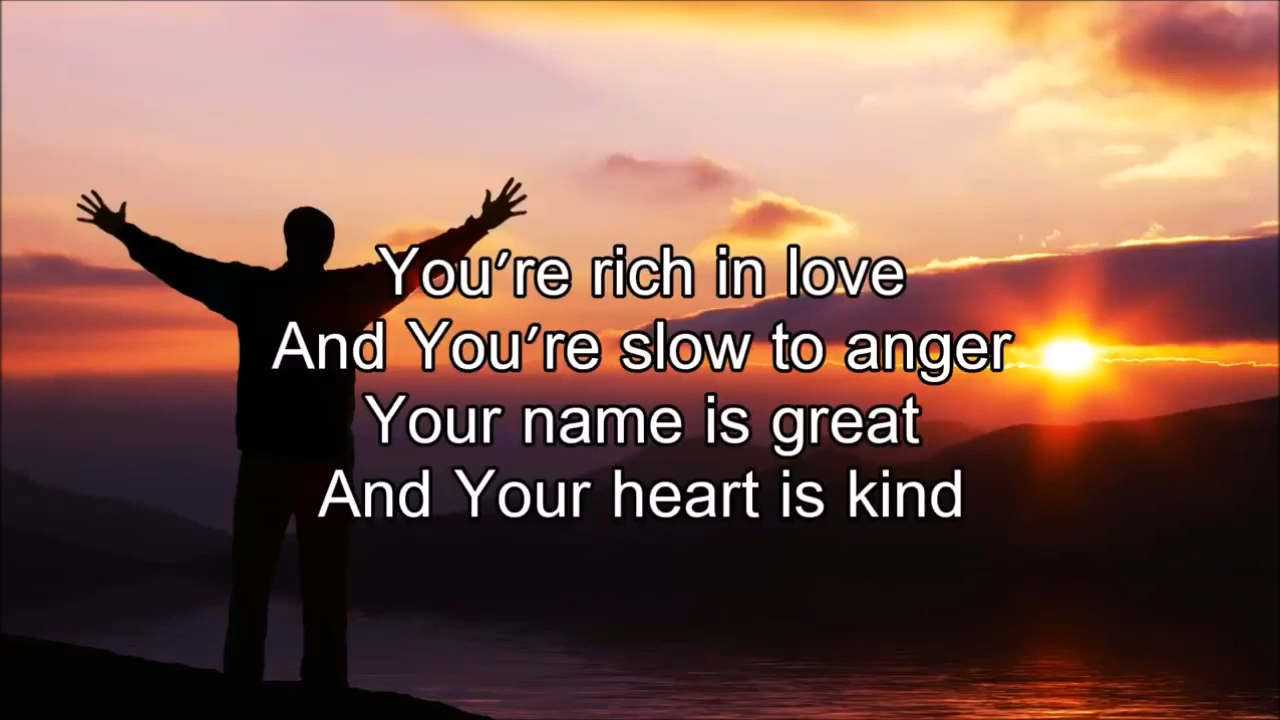 You're rich in love
And You're slow to anger
Your name is great
And Your heart is kind